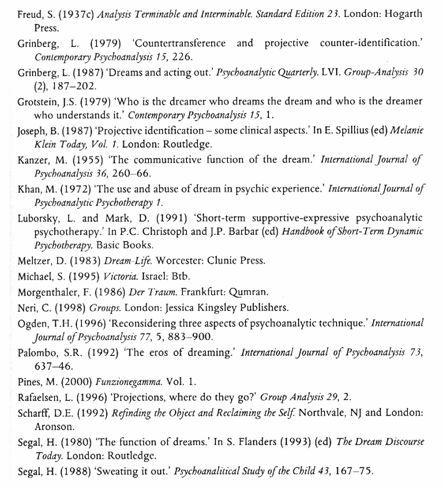 Freud, S. (1937c) Analysis Terminable and Interminable. Standard Edition 23. London: Hogarth
Press.
Grinberg, L. (1979) 'Countertransference and projective counter-identification.'
Contemporary Psychoanalysis 15, 226.
Grinberg, L. (1987) 'Dreams and acting out.' Psychoanalytic Quarterly. LVI. Group-Analysis 30
(2), 187–202.
Grotstein, J.S. (1979) 'Who is the dreamer who dreams the dream and who is the dreamer
who understands it.' Contemporary Psychoanalysis 15, 1.
Joseph, B. (1987) 'Projective identification – some clinical aspects.' In E. Spillius (ed) Melanie
Klein Today, Vol. 1. London: Routledge.
Kanzer, M. (1955) 'The communicative function of the dream.' International Journal of
Psychoanalysis 36, 260–66.
Khan, M. (1972) 'The use and abuse of dream in psychic experience.' International Journal of
Psychoanalytic Psychotherapy 1.
Luborsky, L. and Mark, D. (1991) 'Short-term supportive-expressive psychoanalytic
psychotherapy.' In P.C. Christoph and J.P. Barbar (ed) Handbook of Short-Term Dynamic
Pychotherapy. Basic Books.
Meltzer, D. (1983) Dream-Life. Worcester: Clunie Press.
Michael, S. (1995) Victoria. Israel: Btb.
Morgenthaler, F. (1986) Der Traum. Frankfurt: Qumran.
Neri, C. (1998) Groups. London: Jessica Kingsley Publishers.
Ogden, T.H. (1996) 'Reconsidering three aspects of psychoanalytic technique.' International
Journal of Psychoanalysis 77, 5, 883–900.
Palombo, S.R. (1992) 'The eros of dreaming.' International Journal of Psychoanalysis 73,
637–46.
Pines, M. (2000) Funzionegamma. Vol. 1.
Rafaelsen, L. (1996) 'Projections, where do they go?' Group Analysis 29, 2.
Scharff, D.E. (1992) Refinding the Object and Reclaiming the Self. Northvale, NJ and London:
Aronson.
Segal, H. (1980) 'The function of dreams.' In S. Flanders (1993) (ed) The Dream Discourse
Today. London: Routledge.
Segal, H. (1988) 'Sweating it out.' Psychoanalitical Study of the Child 43, 167–75.